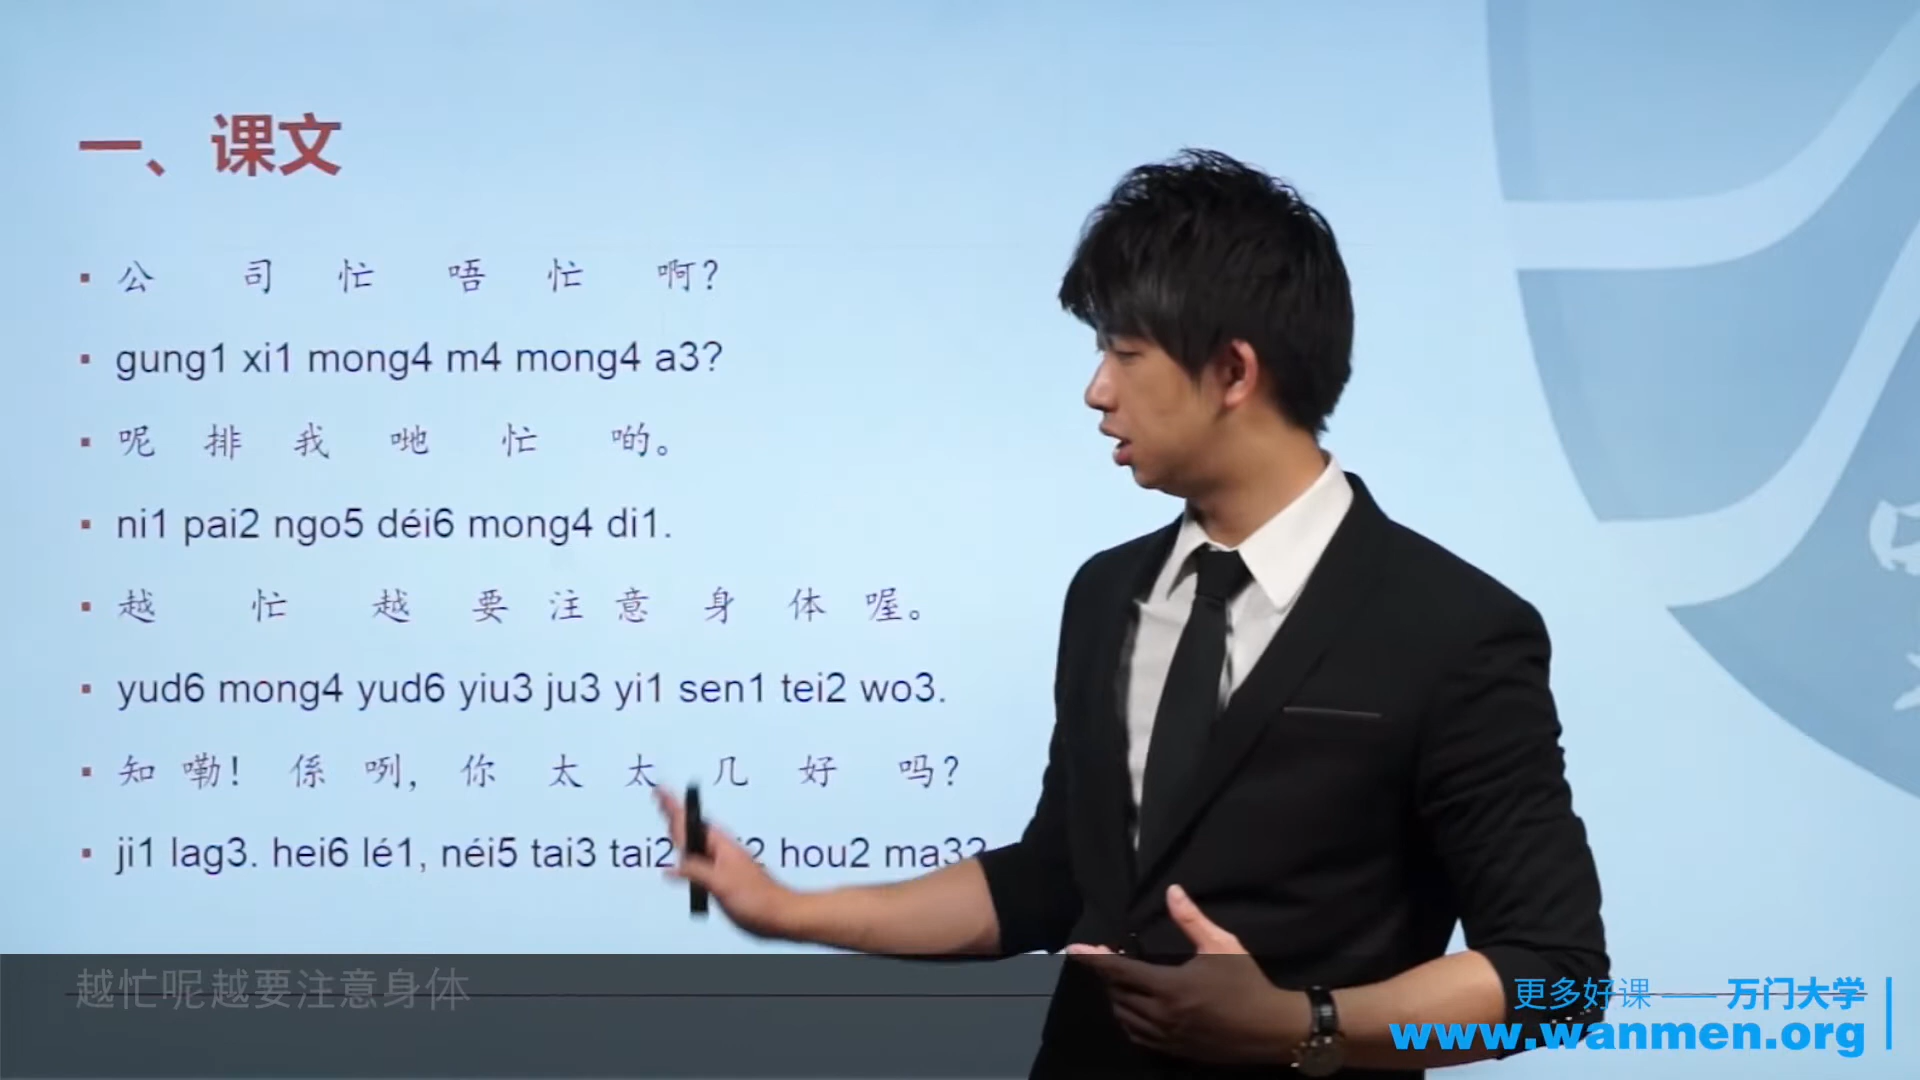 一、课文
▪ 公 司 忙 唔 忙 啊？
▪ gung1 xi1 mong4 m4 mong4 a3?
▪ 呢 排 我 哋 忙 啲。
▪ ni1 pai2 ngo5 déi6 mong4 di1.
▪ 越 忙 越 要 注 意 身 体 喔。
▪ yud6 mong4 yud6 yiu3 ju3 yi1 sen1 tei2 wo3.
▪ 知 嘞！ 係 咧， 你 太 太 几 好 吗？
▪ ji1 lag3. hei6 lé1, néi5 tai3 tai2 hou2 ma3?
越忙呢越要注意身体
更多好课 —— 万门大学
www.wanmen.org